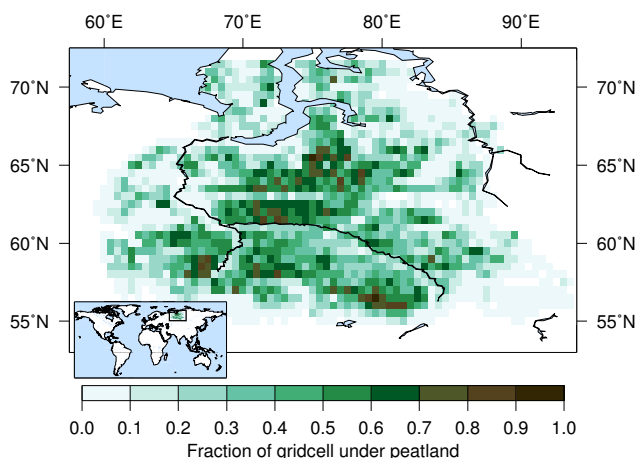 60˚E 70˚E 80˚E 90˚E
70˚N 70˚N
65˚N 65˚N
60˚N 60˚N
55˚N 55˚N
0.0 0.1 0.2 0.3 0.4 0.5 0.6 0.7 0.8 0.9 1.0
Fraction of gridcell under peatland